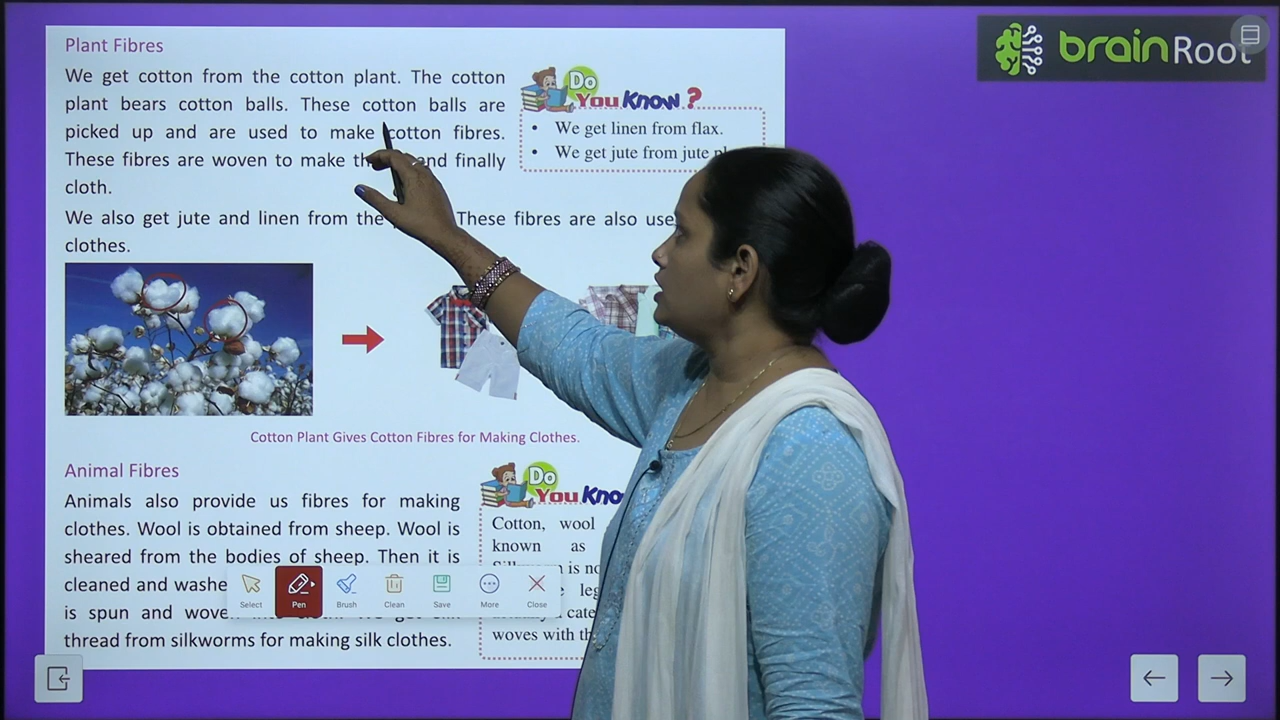 Plant Fibres
We get cotton from the cotton plant. The cotton
plant bears cotton balls. These cotton balls are
picked up and are used to make cotton fibres.
These fibres are woven to make and finally
cloth.
Do
You Know ?
• We get linen from flax.
• We get jute from jute
We also get jute and linen from the These fibres are also
clothes.
Cotton Plant Gives Cotton Fibres for Making Clothes.
Animal Fibres
Animals also provide us fibres for making
clothes. Wool is obtained from sheep. Wool is
sheared from the bodies of sheep. Then it is
cleaned and
is spun and
thread from silkworms for making silk clothes.
Do
You
Cotton, wool
known as
is
woves with
Select
Pen
Brush
Clean
Save
More
Close
brainRoot